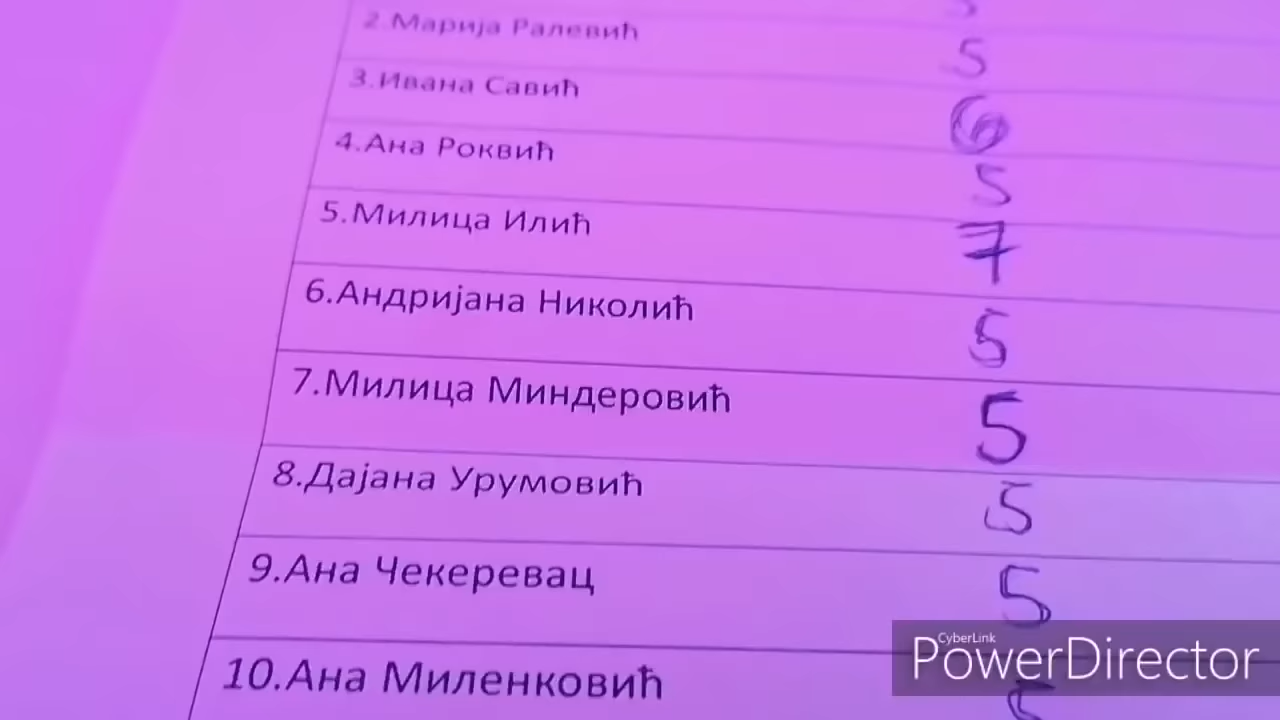 2.Марија Ралевић 5
3.Ивана Савић 6
4.Ана Роквић 5
5.Милица Илић 7
6.Андријана Николић 5
7.Милица Миндеровић 5
8.Дајана Урумовић 5
9.Ана Чекеревац 5
10.Ана Миленковић
CyberLink
PowerDirector